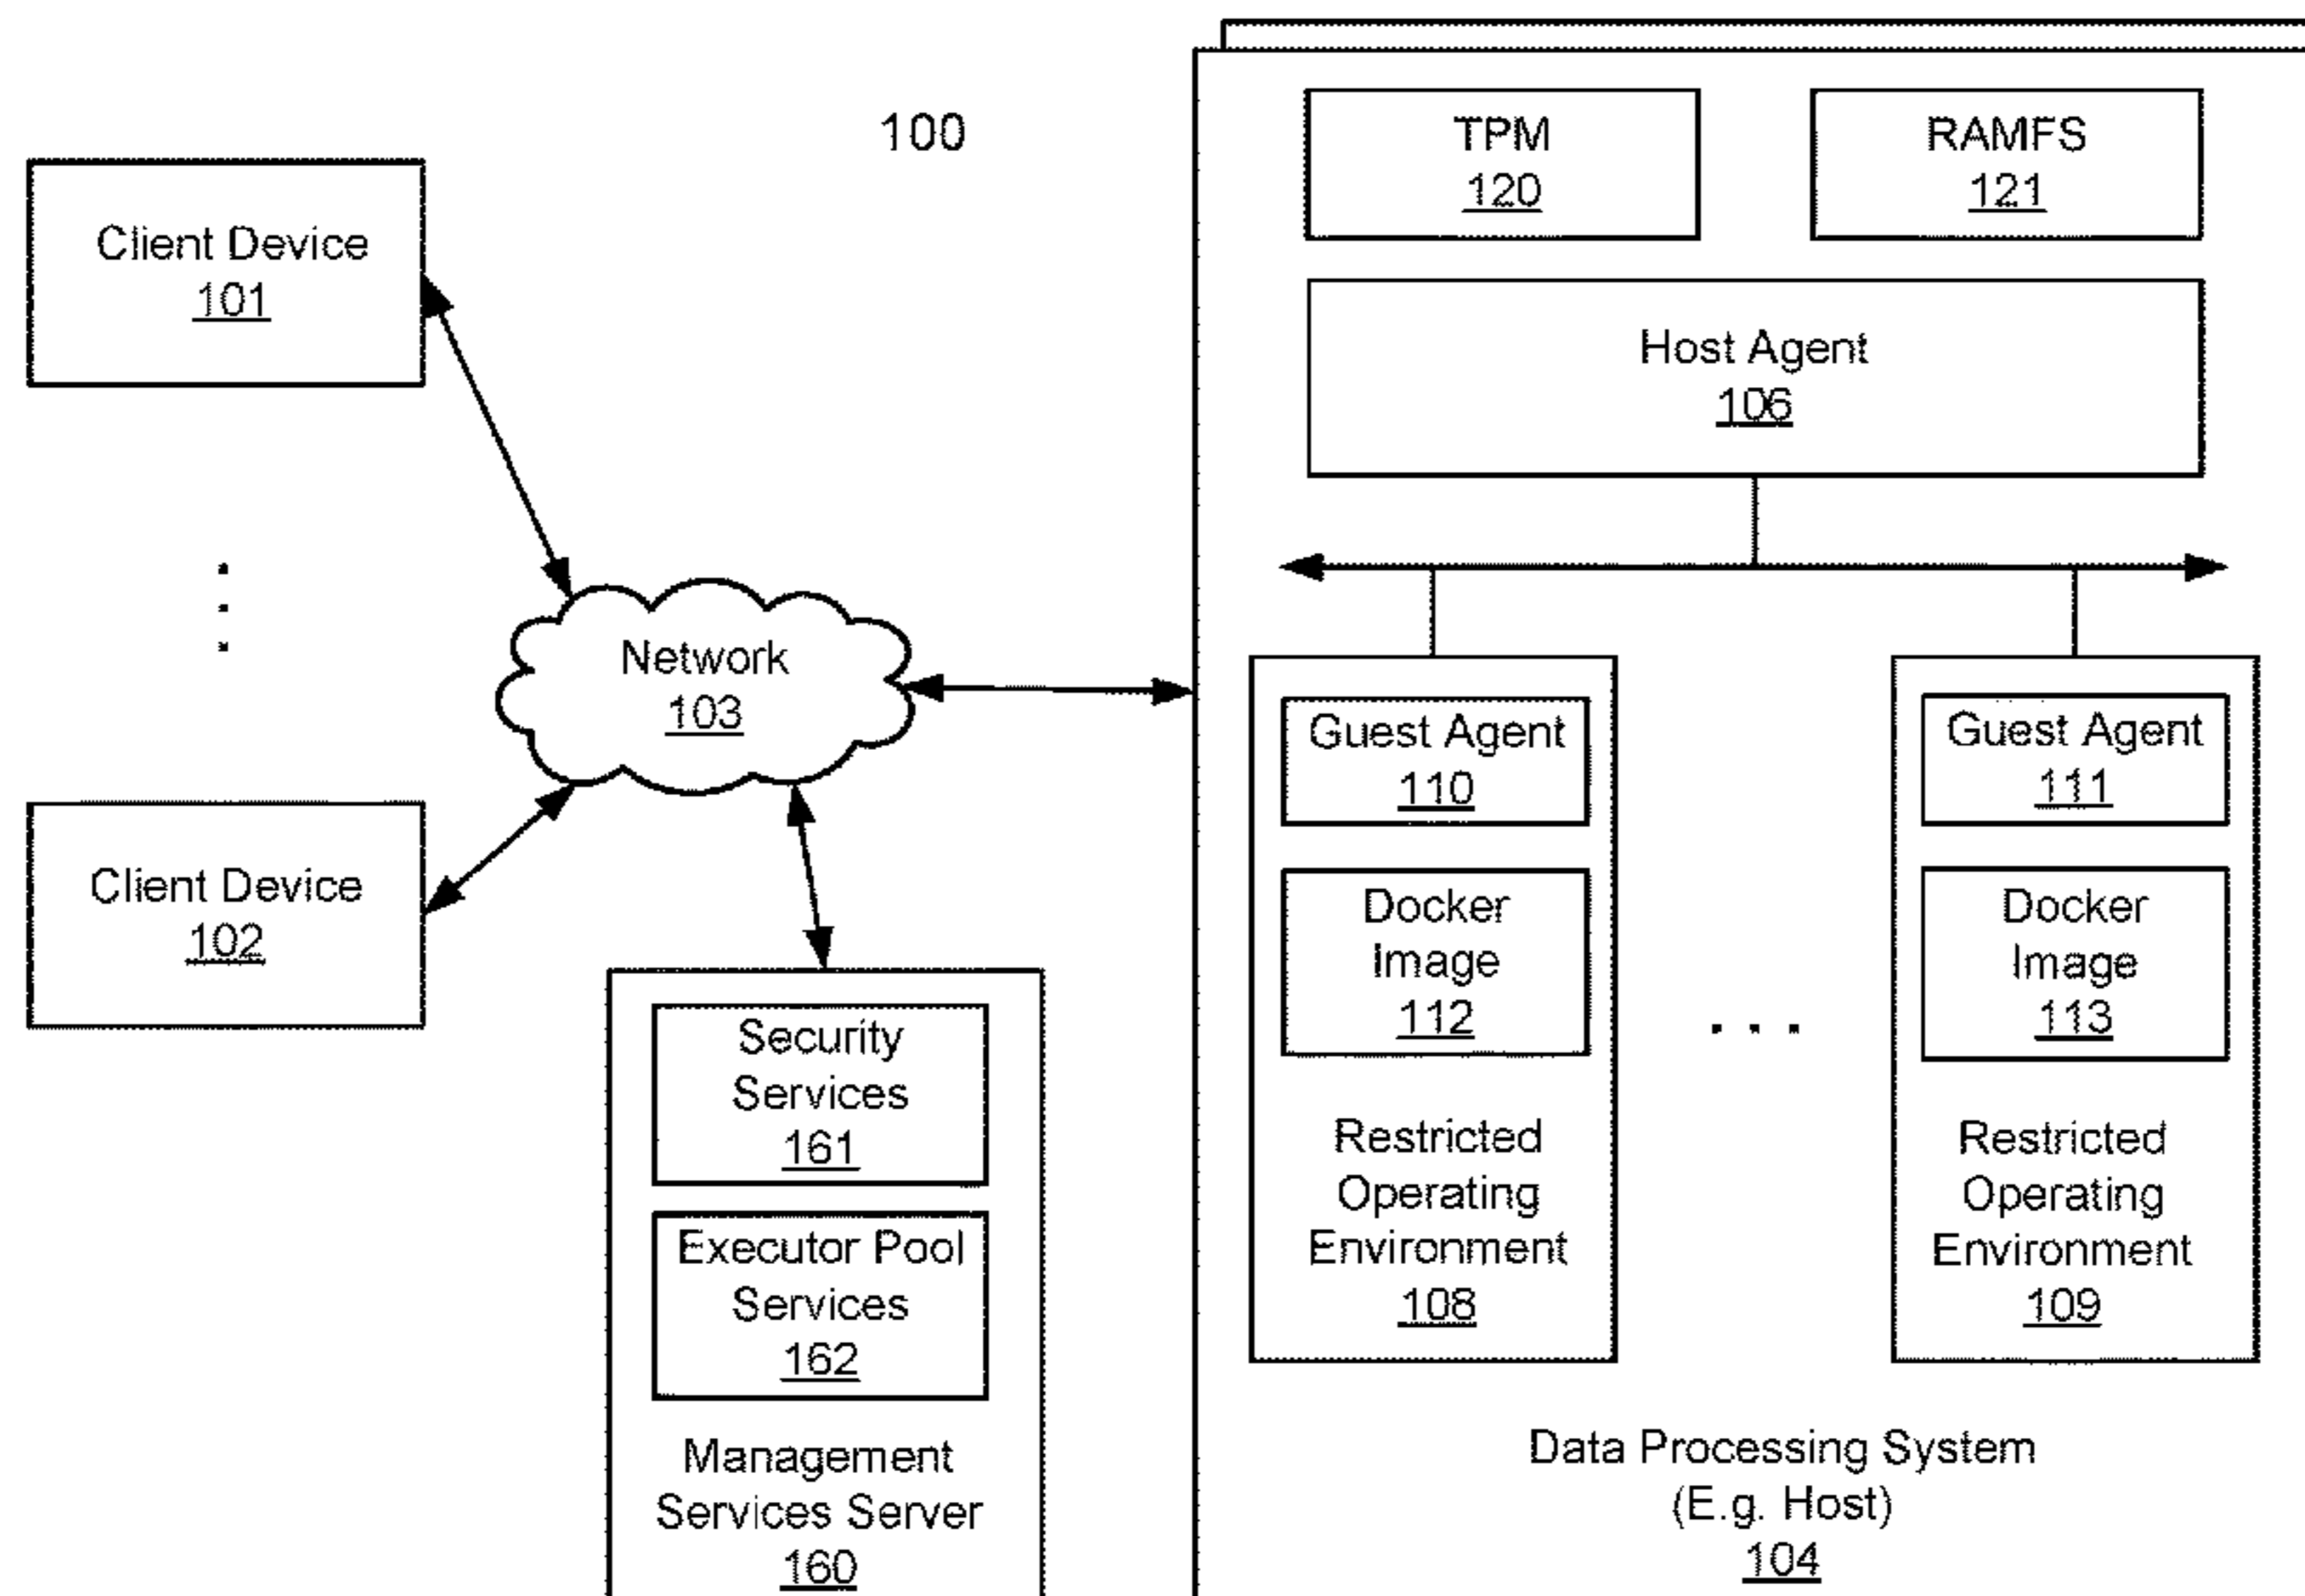 100
Client Device
101
Client Device
102
Network
103
Security
Services
161
Executor Pool
Services
162
Management
Services Server
160
TPM
120
RAMFS
121
Host Agent
106
Guest Agent
110
Docker
Image
112
Restricted
Operating
Environment
108
. . .
Guest Agent
111
Docker
Image
113
Restricted
Operating
Environment
109
Data Processing System
(E.g. Host)
104